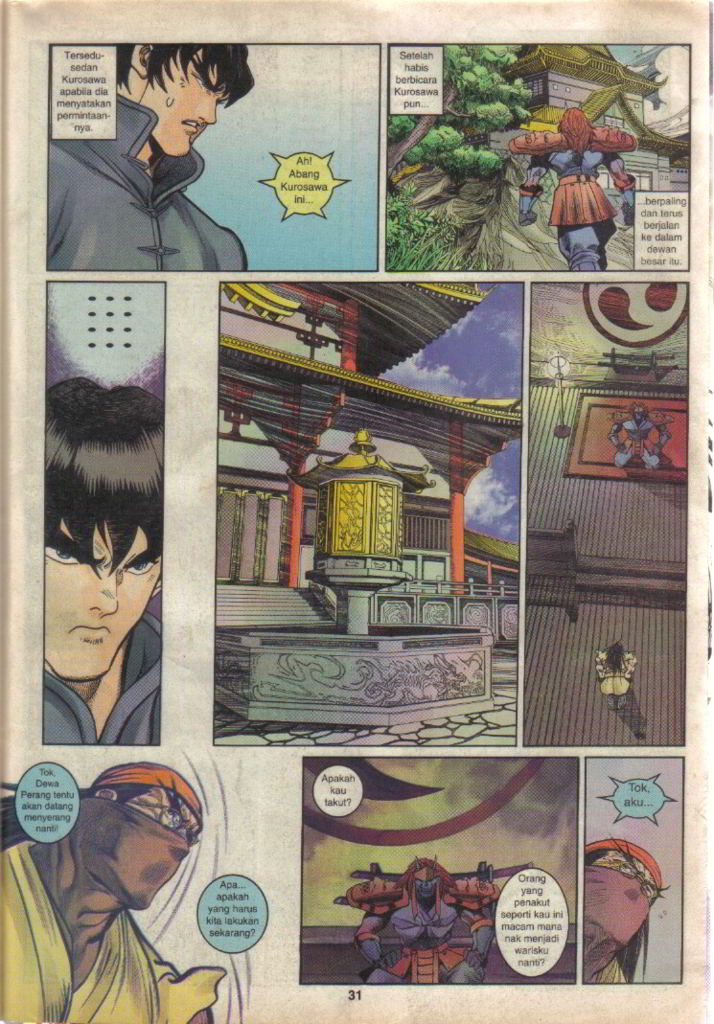 Tersedu-
sedan
Kurosawa
apabila dia
menyatakan
permintaan-
nya.
Ah!
Abang
Kurosawa
ini...
Setelah
habis
berbicara
Kurosawa
pun...
...berpaling
dan terus
berjalan
ke dalam
dewan
besar itu.
Tok,
Dewa
Perang tentu
akan datang
menyerang
nanti!
Apa...
apakah
yang harus
kita lakukan
sekarang?
Apakah
kau
takut?
Orang
yang
penakut
seperti kau ini
macam mana
nak menjadi
warisku
nanti?
Tok,
aku...
31